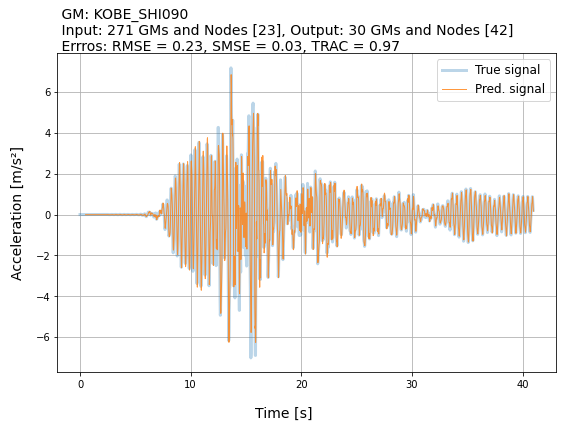 GM: KOBE_SHI090
Input: 271 GMs and Nodes [23], Output: 30 GMs and Nodes [42]
Errros: RMSE = 0.23, SMSE = 0.03, TRAC = 0.97
True signal
Pred. signal
6
4
2
0
−2
−4
−6
Acceleration [m/s²]
0
10
20
30
40
Time [s]